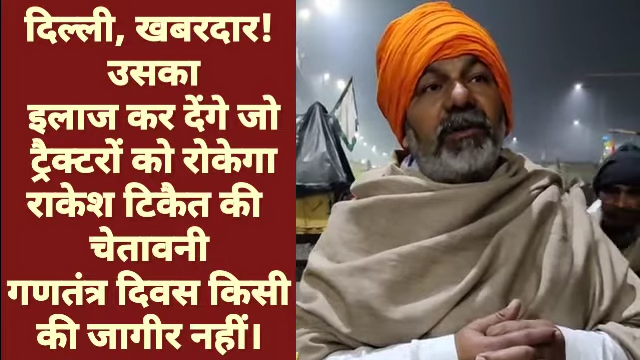 दिल्ली, खबरदार!
उसका
इलाज कर देंगे जो
ट्रैक्टरों को रोकेगा
राकेश टिकैत की
चेतावनी
गणतंत्र दिवस किसी
की जागीर नहीं।